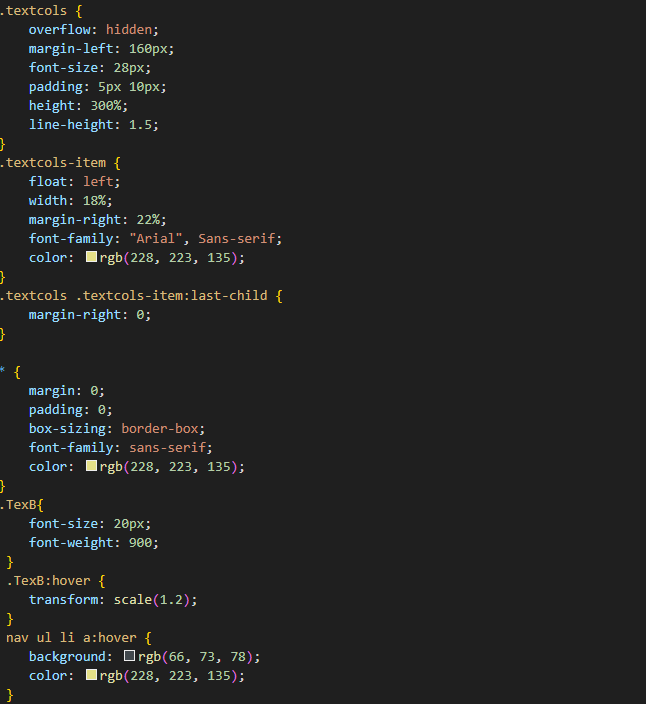 .textcols {
    overflow: hidden;
    margin-left: 160px;
    font-size: 28px;
    padding: 5px 10px;
    height: 300%;
    line-height: 1.5;
}
.textcols-item {
    float: left;
    width: 18%;
    margin-right: 22%;
    font-family: "Arial", Sans-serif;
    color: rgb(228, 223, 135);
}
.textcols .textcols-item:last-child {
    margin-right: 0;
}

* {
    margin: 0;
    padding: 0;
    box-sizing: border-box;
    font-family: sans-serif;
    color: rgb(228, 223, 135);
}
.TexB{
    font-size: 20px;
    font-weight: 900;
 }
 .TexB:hover {
    transform: scale(1.2);
 }
 nav ul li a:hover {
    background: rgb(66, 73, 78);
    color: rgb(228, 223, 135);
 }